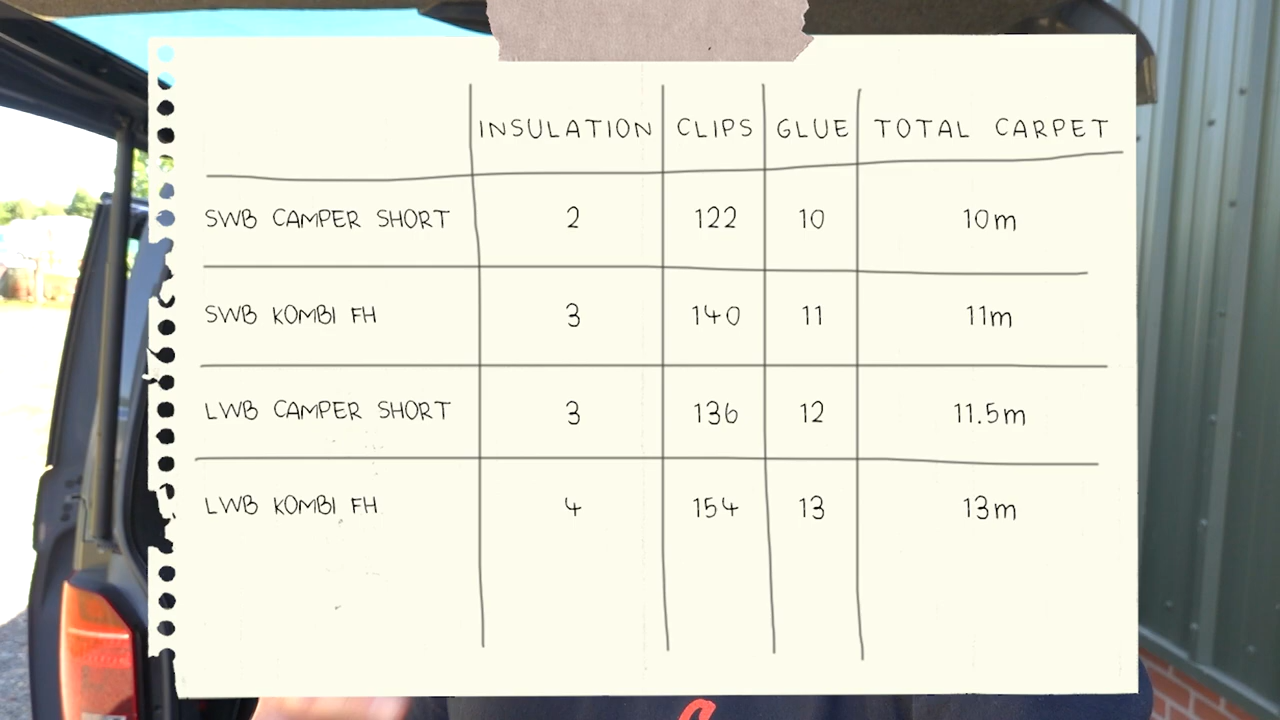 INSULATION CLIPS GLUE TOTAL CARPET
SWB CAMPER SHORT 2 122 10 10m
SWB KOMBI FH 3 140 11 11m
LWB CAMPER SHORT 3 136 12 11.5m
LWB KOMBI FH 4 154 13 13m